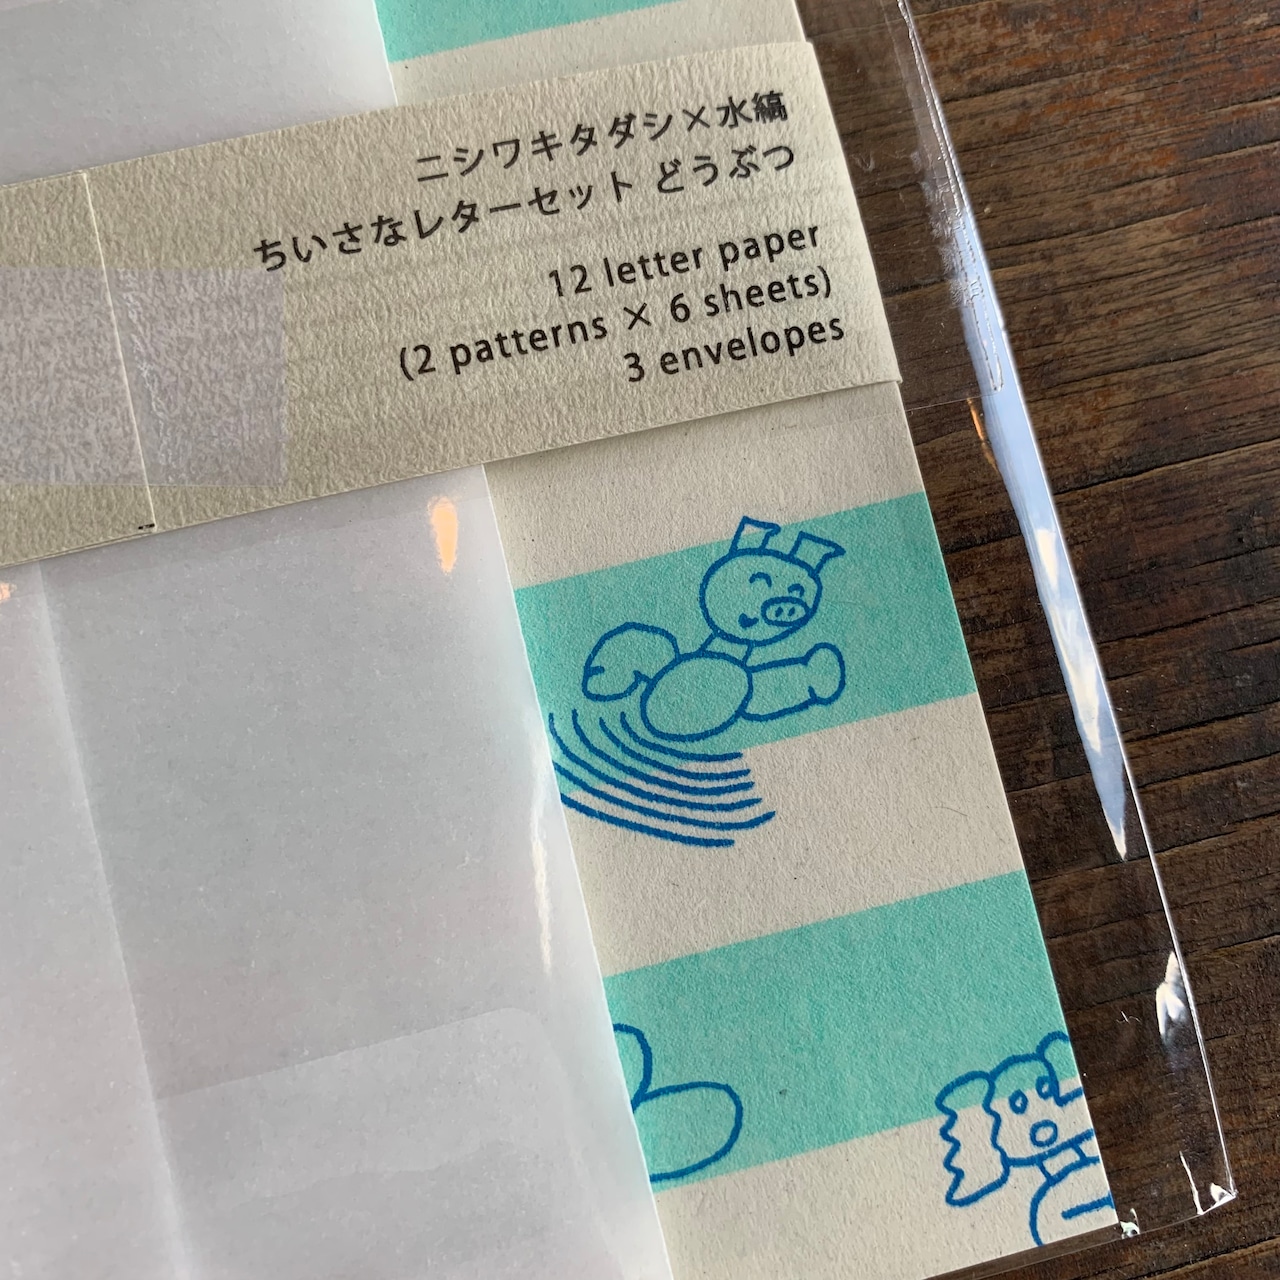 ニシワキタダシ×水縞
ちいさなレターセット どうぶつ
12 letter paper
(2 patterns × 6 sheets)
3 envelopes